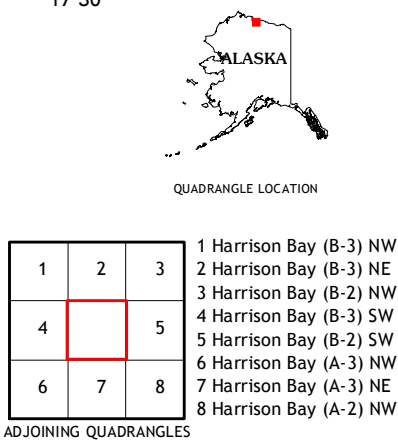 17'30"
ALASKA
QUADRANGLE LOCATION
1 2 3
4 5
6 7 8
1 Harrison Bay (B-3) NW
2 Harrison Bay (B-3) NE
3 Harrison Bay (B-2) NW
4 Harrison Bay (B-3) SW
5 Harrison Bay (B-2) SW
6 Harrison Bay (A-3) NW
7 Harrison Bay (A-3) NE
8 Harrison Bay (A-2) NW
ADJOINING QUADRANGLES